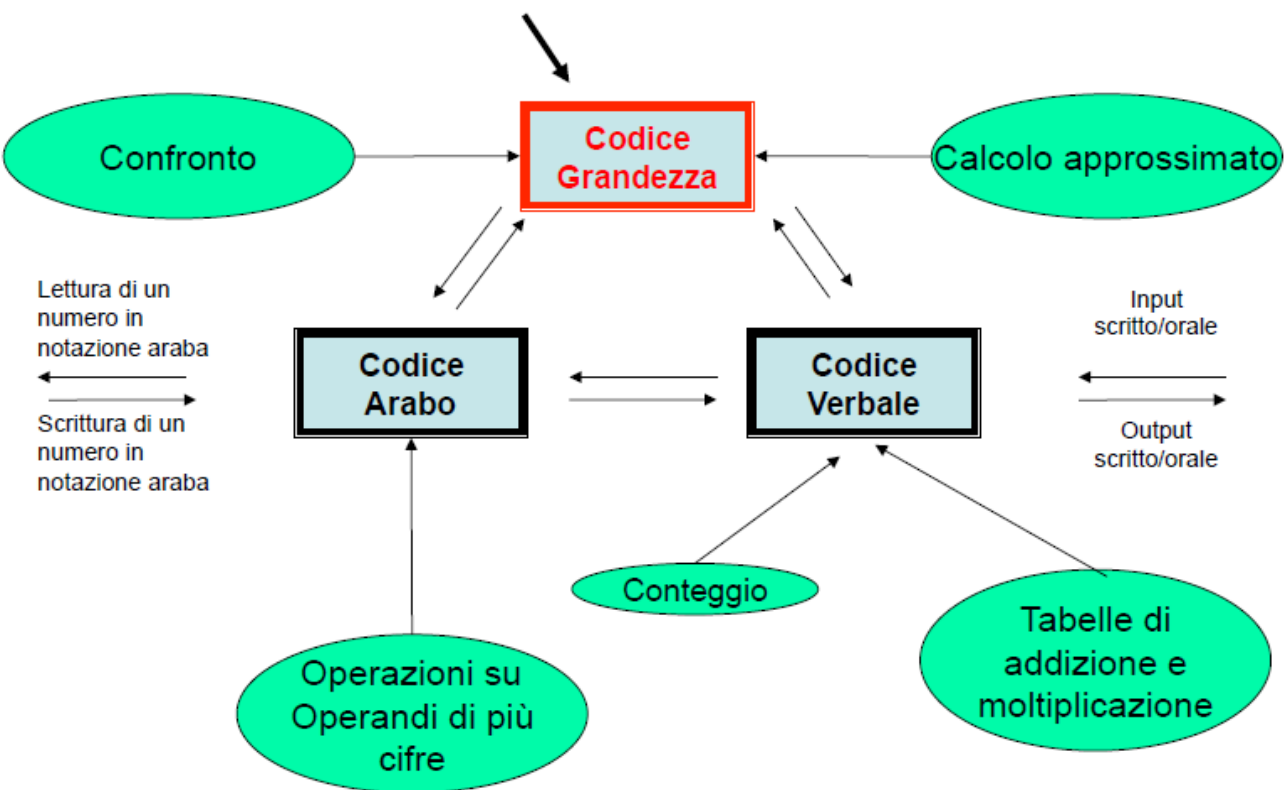 Confronto
Codice
Grandezza
Calcolo approssimato
Lettura di un
numero in
notazione araba
Scrittura di un
numero in
notazione araba
Codice
Arabo
Codice
Verbale
Input
scritto/orale
Output
scritto/orale
Conteggio
Operazioni su
Operandi di più
cifre
Tabelle di
addizione e
moltiplicazione